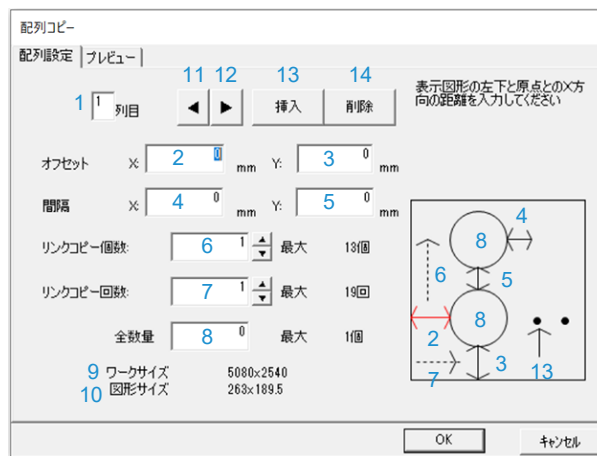 配列コピー
配列設定 プレビュー
11 12 13 14
1 1 列目 ◀ ▶ 挿入 削除
表示図形の左下と原点とのX方
向の距離を入力してください
オフセット X: 2 0 mm Y: 3 0 mm
間隔 X: 4 0 mm Y: 5 0 mm
リンクコピー個数: 6 1 最大 13個
リンクコピー回数: 7 1 最大 19回
全数量 8 0 最大 1個
9 ワークサイズ 5080x2540
10 図形サイズ 263x189.5
4
8
6 5
8
2
7 3 13
OK キャンセル